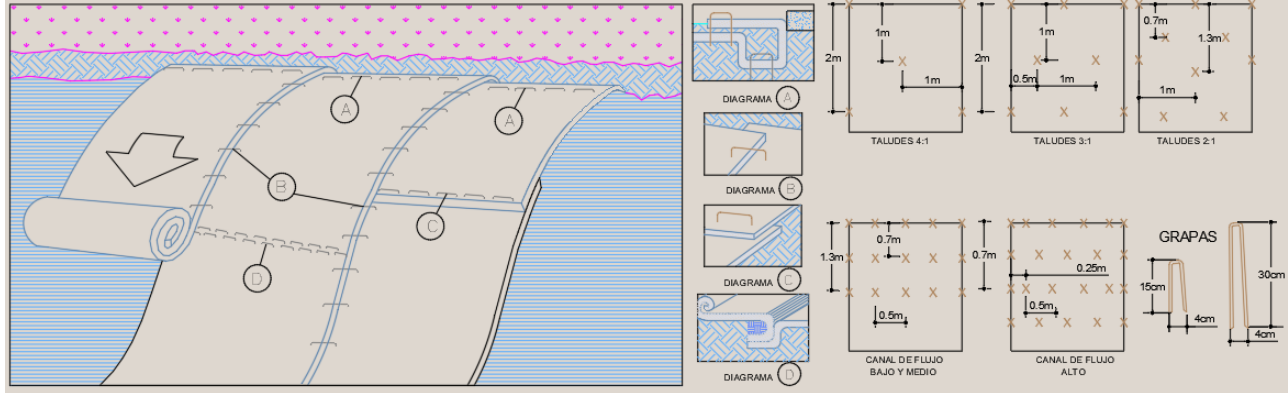 A
A
B
C
D
DIAGRAMA A
DIAGRAMA B
DIAGRAMA C
DIAGRAMA D
1m
2m
1m
TALUDES 4:1
1m
2m
0.5m
1m
TALUDES 3:1
0.7m
1.3m
1m
TALUDES 2:1
0.7m
1.3m
0.5m
CANAL DE FLUJO
BAJO Y MEDIO
0.7m
0.25m
0.5m
CANAL DE FLUJO
ALTO
GRAPAS
15cm
4cm
30cm
4cm